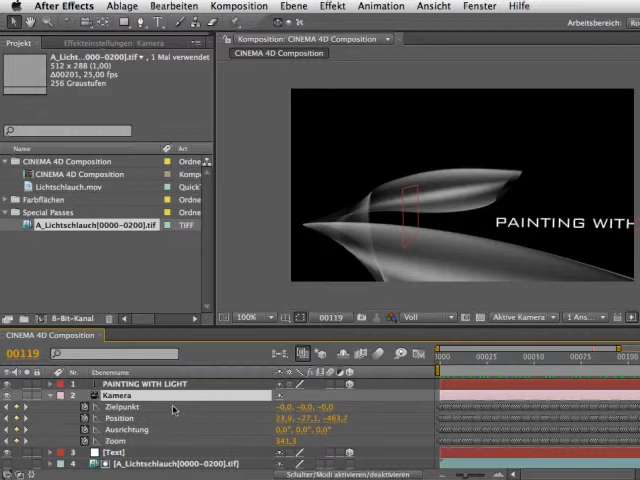 After Effects Ablage Bearbeiten Komposition Ebene Effekt Animation Ansicht Fenster Hilfe
Arbeitsbereich:
Projekt Effekteinstellungen: Kamera
A_Lichtsc...000-0200].tif ▾, 1 Mal verwendet
512 x 288 (1,00)
Δ00201, 25,00 fps
256 Graustufen
Name Art
CINEMA 4D Composition Ordne
CINEMA 4D Composition Kompo
Lichtschlauch.mov Quick
Farbflächen Ordne
Special Passes Ordne
A_Lichtschlauch[0000-0200].tif TIFF
8-Bit-Kanal
Komposition: CINEMA 4D Composition
CINEMA 4D Composition
PAINTING WITH
100% 00119 Voll Aktive Kamera 1 Ans...
CINEMA 4D Composition
00119
Nr. Ebenenname
0000 00025 00050 00075 00100
1 PAINTING WITH LIGHT
2 Kamera
Zielpunkt -0,0, -0,0, -0,0
Position 23,9, -27,1, -463,7
Ausrichtung 0,0°, 0,0°, 0,0°
Zoom 341,3
3 [Text]
4 [A_Lichtschlauch[0000-0200].tif]
Schalter/Modi aktivieren/deaktivieren